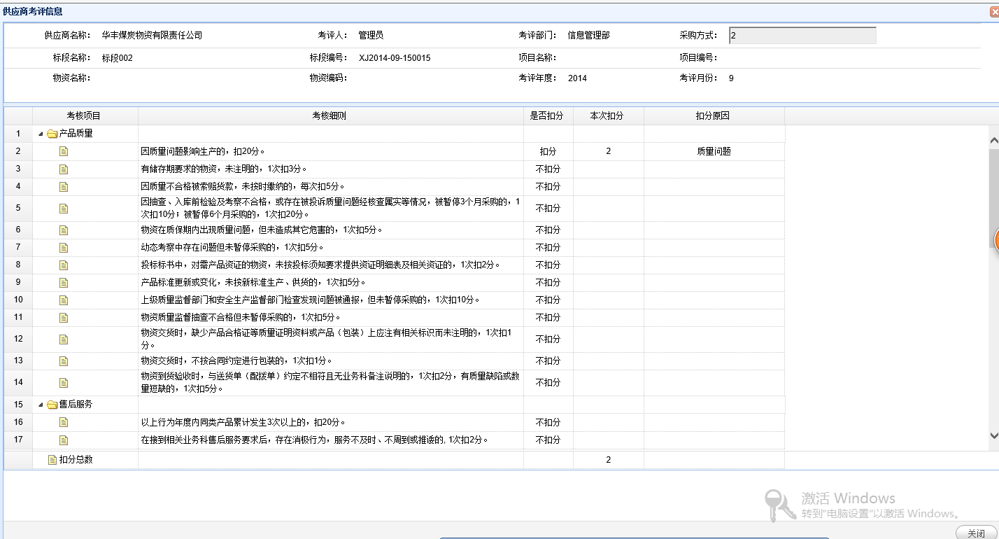 供应商考评信息
供应商名称： 华丰煤炭物资有限责任公司 考评人： 管理员 考评部门： 信息管理部 采购方式： 2
标段名称： 标段002 标段编号： XJ2014-09-150015 项目名称： 项目编号：
物资名称： 物资编码： 考评年度： 2014 考评月份： 9
考核项目 考核细则 是否扣分 本次扣分 扣分原因
1 产品质量
2 因质量问题影响生产的，扣20分。 扣分 2 质量问题
3 有储存期要求的物资，未注明的，1次扣3分。 不扣分
4 因质量不合格被索赔货款，未按时缴纳的，每次扣5分。 不扣分
5 因抽查、入库前检验及考察不合格，或存在被投诉质量问题经核查属实等情况，被暂停3个月采购的，1
次扣10分；被暂停6个月采购的，1次扣20分。 不扣分
6 物资在质保期内出现质量问题，但未造成其它危害的，1次扣5分。 不扣分
7 动态考察中存在问题但未暂停采购的，1次扣5分。 不扣分
8 投标标书中，对需产品资证的物资，未按投标须知要求提供资证明细表及相关资证的，1次扣2分。 不扣分
9 产品标准更新或变化，未按新标准生产、供货的，1次扣5分。 不扣分
10 上级质量监督部门和安全生产监督部门检查发现问题被通报，但未暂停采购的，1次扣10分。 不扣分
11 物资质量监督抽查不合格但未暂停采购的，1次扣5分。 不扣分
12 物资交货时，缺少产品合格证等质量证明资料或产品（包装）上应注有相关标识而未注明的，1次扣1
分。 不扣分
13 物资交货时，不按合同约定进行包装的，1次扣1分。 不扣分
14 物资到货验收时，与送货单（配拨单）约定不相符且无业务科备注说明的，1次扣2分，有质量缺陷或数
量短缺的，1次扣5分。 不扣分
15 售后服务
16 以上行为年度内同类产品累计发生3次以上的，扣20分。 不扣分
17 在接到相关业务科售后服务要求后，存在消极行为，服务不及时、不周到或推诿的, 1次扣2分。 不扣分
扣分总数 2
激活 Windows
转到"电脑设置"以激活 Windows。
关闭